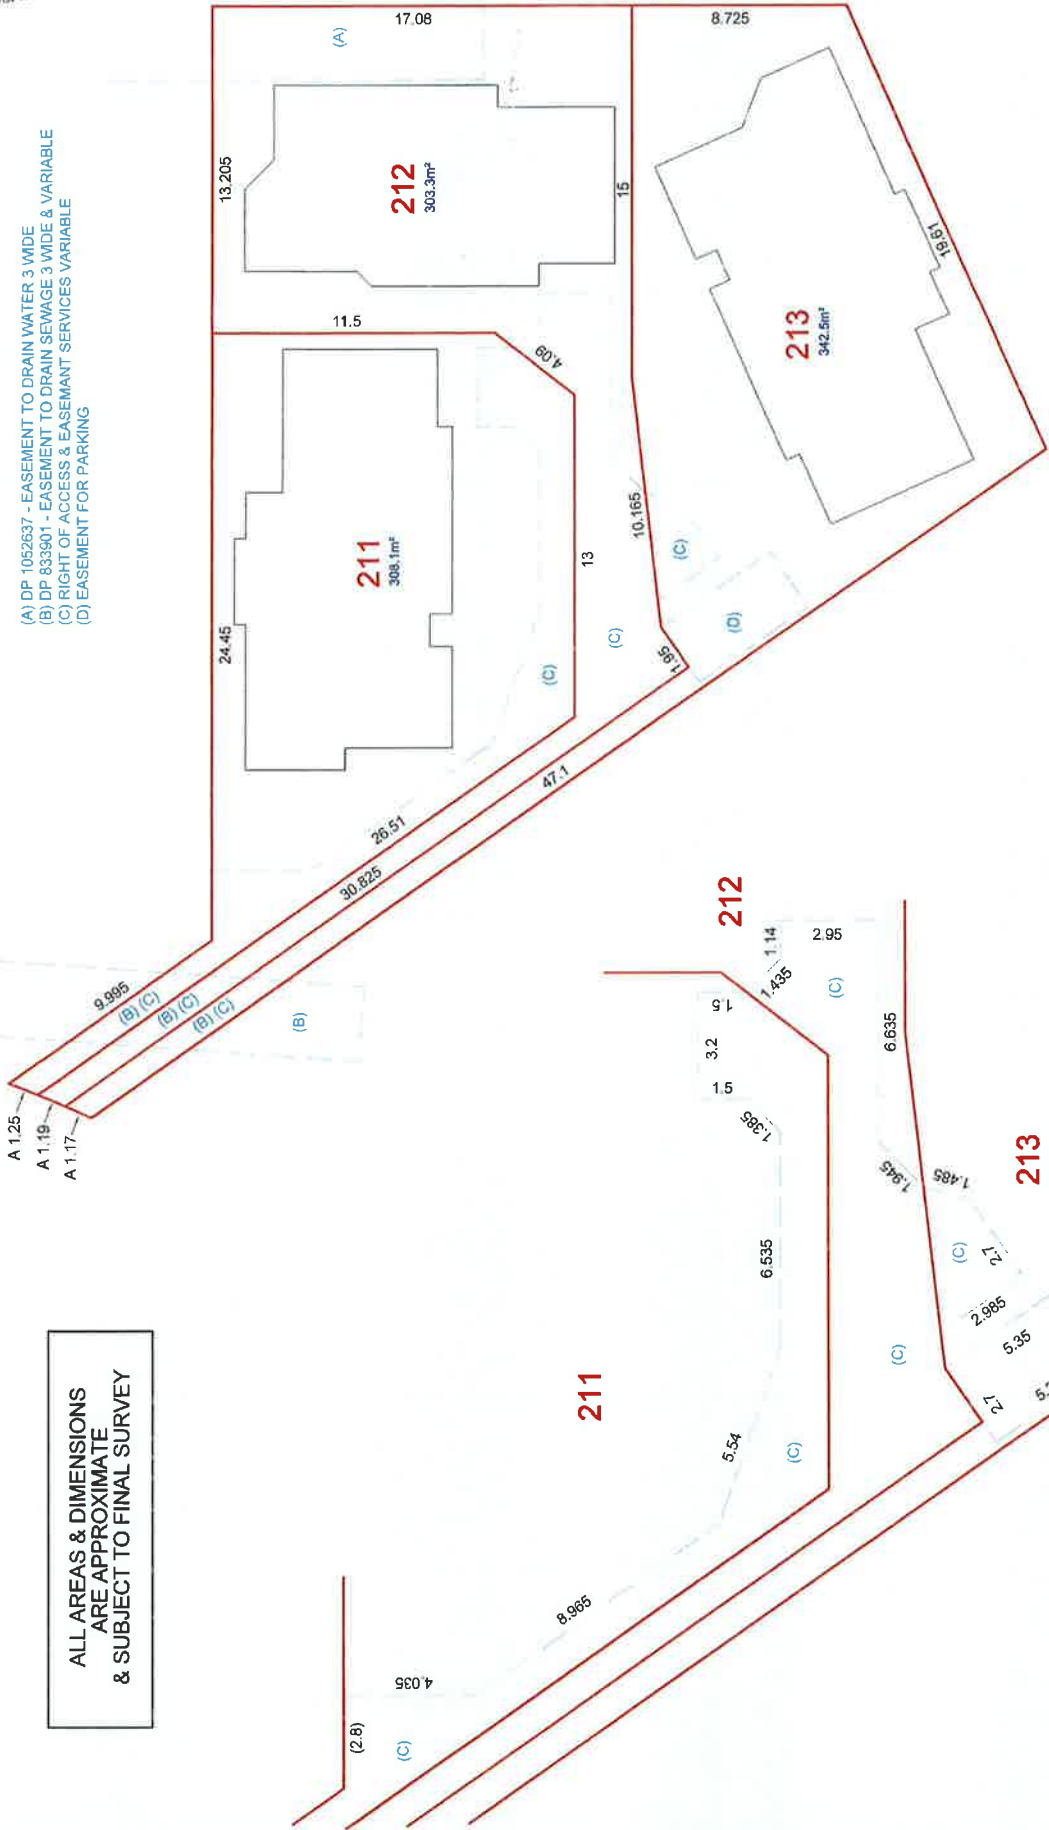 (A) DP 1052637 - EASEMENT TO DRAIN WATER 3 WIDE
(B) DP 833901 - EASEMENT TO DRAIN SEWAGE 3 WIDE & VARIABLE
(C) RIGHT OF ACCESS & EASEMANT SERVICES VARIABLE
(D) EASEMENT FOR PARKING
17.08
8.725
(A)
13.205
212
303.3m²
15
19.61
11.5
4.09
213
342.5m²
211
308.1m²
10.165
13
(C)
(C)
(C)
(D)
24.45
1.95
47.1
26.51
30.825
9.995
(B) (C)
(B) (C)
(B) (C)
(B)
A 1.25
A 1.19
A 1.17
212
1.14
2.95
1.435
(C)
1.5
3.2
1.5
1.385
6.635
6.535
1.945
1.485
213
(C)
2.7
2.985
5.35
(C)
2.7
211
5.54
(C)
8.965
4.035
(2.8)
(C)
ALL AREAS & DIMENSIONS
ARE APPROXIMATE
& SUBJECT TO FINAL SURVEY